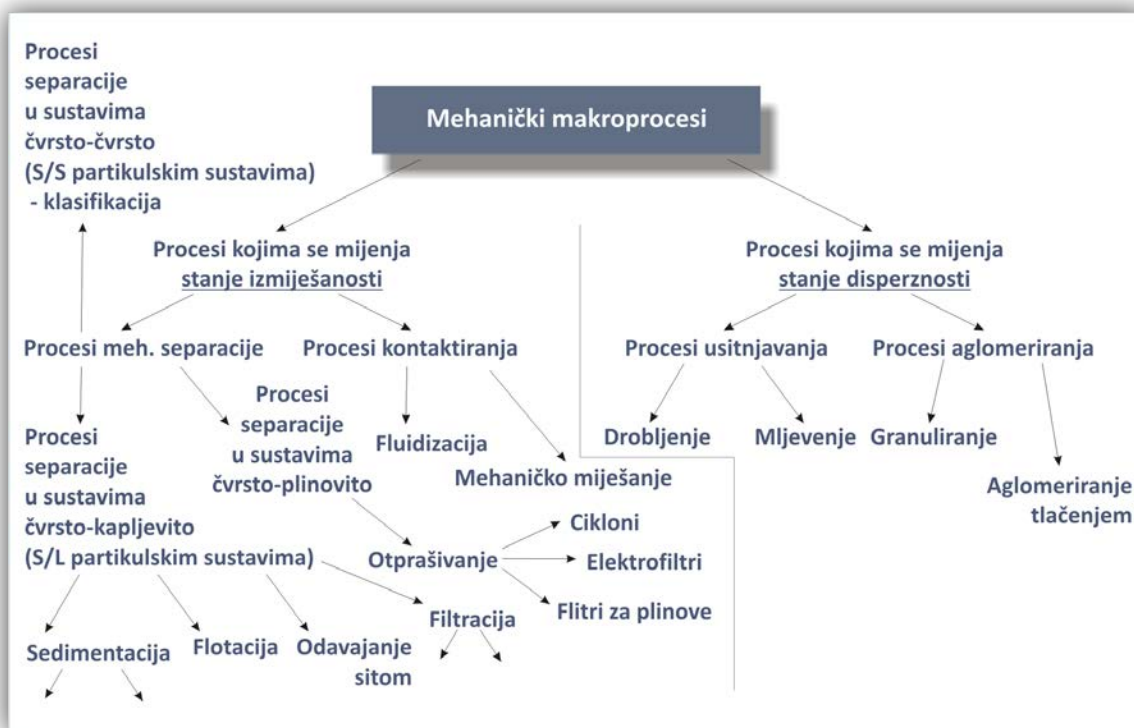 Procesi
separacije
u sustavima
čvrsto-čvrsto
(S/S partikulskim sustavima)
- klasifikacija
Mehanički makroprocesi
Procesi kojima se mijenja
stanje izmiješanosti
Procesi kojima se mijenja
stanje disperznosti
Procesi meh. separacije
Procesi kontaktiranja
Procesi usitnjavanja
Procesi aglomeriranja
Procesi
separacije
u sustavima
čvrsto-plinovito
Fluidizacija
Mehaničko miješanje
Drobljenje
Mljevenje
Granuliranje
Aglomeriranje
tlačenjem
Procesi
separacije
u sustavima
čvrsto-kapljevito
(S/L partikulskim sustavima)
Otprašivanje
Cikloni
Elektrofiltri
Flitri za plinove
Sedimentacija
Flotacija
Odavajanje
sitom
Filtracija